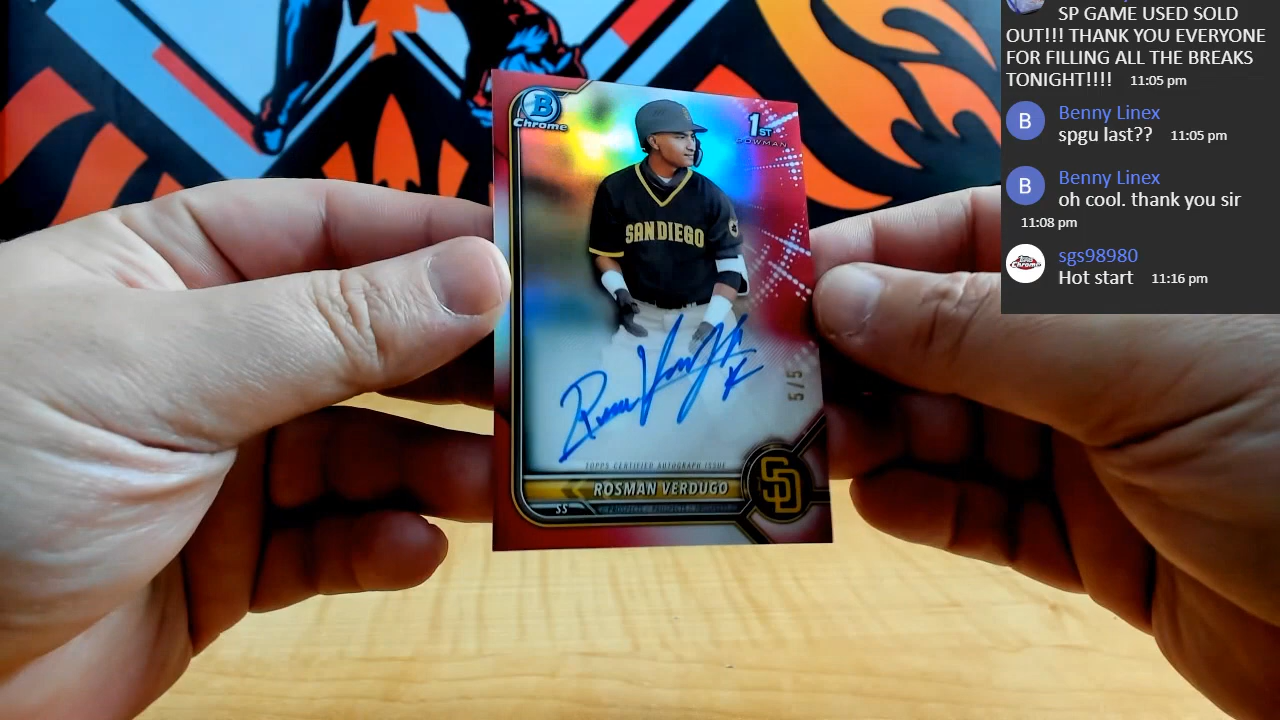 B
Chrome
1ST
BOWMAN
SAN DIEGO
5/5
TOPPS CERTIFIED AUTOGRAPH ISSUE
ROSMAN VERDUGO
SS
SD
SP GAME USED SOLD
OUT!!! THANK YOU EVERYONE
FOR FILLING ALL THE BREAKS
TONIGHT!!!! 11:05 pm
B
Benny Linex
spgu last?? 11:05 pm
B
Benny Linex
oh cool. thank you sir
11:08 pm
sgs98980
Hot start 11:16 pm